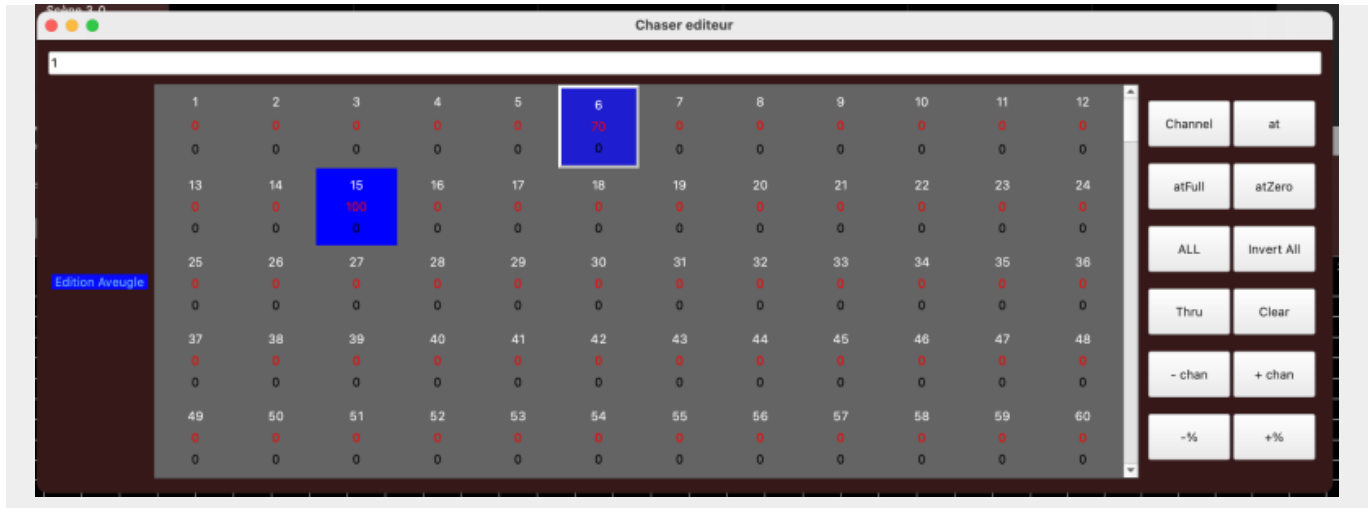 Scène 3.0
Chaser editeur
1
1 2 3 4 5 6 7 8 9 10 11 12
0 0 0 0 0 70 0 0 0 0 0 0
0 0 0 0 0 0 0 0 0 0 0 0
Channel at
13 14 15 16 17 18 19 20 21 22 23 24
0 0 100 0 0 0 0 0 0 0 0 0
0 0 0 0 0 0 0 0 0 0 0 0
atFull atZero
25 26 27 28 29 30 31 32 33 34 35 36
0 0 0 0 0 0 0 0 0 0 0 0
0 0 0 0 0 0 0 0 0 0 0 0
ALL Invert All
Edition Aveugle
37 38 39 40 41 42 43 44 45 46 47 48
0 0 0 0 0 0 0 0 0 0 0 0
0 0 0 0 0 0 0 0 0 0 0 0
Thru Clear
- chan + chan
49 50 51 52 53 54 55 56 57 58 59 60
0 0 0 0 0 0 0 0 0 0 0 0
0 0 0 0 0 0 0 0 0 0 0 0
-% +%